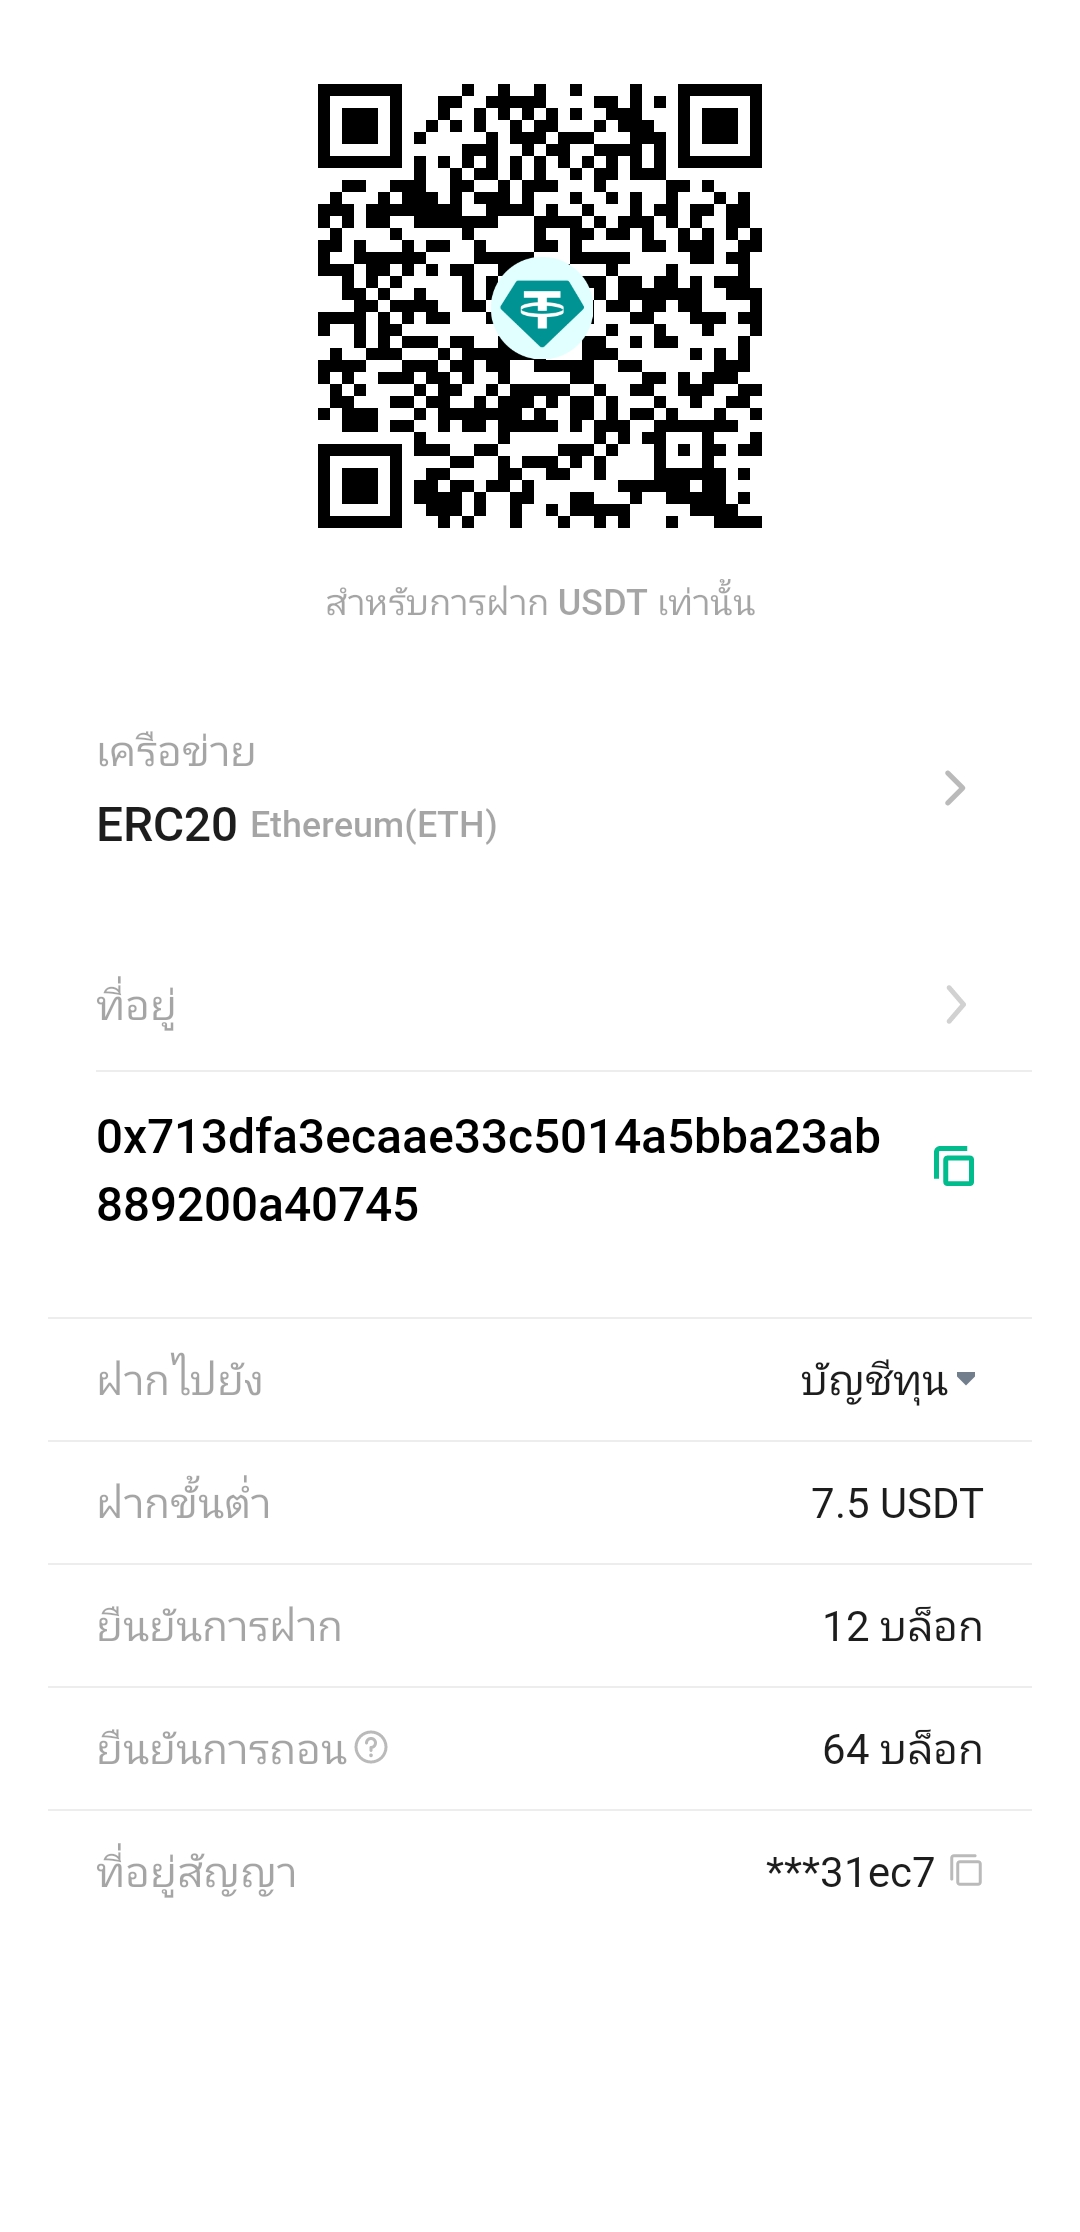 สำหรับการฝาก USDT เท่านั้น
เครือข่าย
ERC20 Ethereum(ETH)
ที่อยู่
0x713dfa3ecaae33c5014a5bba23ab
889200a40745
ฝากไปยัง บัญชีทุน
ฝากขั้นต่ำ 7.5 USDT
ยืนยันการฝาก 12 บล็อก
ยืนยันการถอน 64 บล็อก
ที่อยู่สัญญา ***31ec7